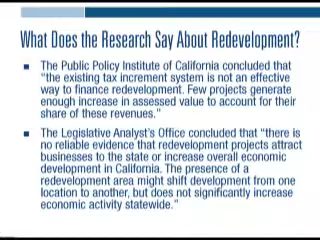 What Does the Research Say About Redevelopment?
The Public Policy Institute of California concluded that
"the existing tax increment system is not an effective
way to finance redevelopment. Few projects generate
enough increase in assessed value to account for their
share of these revenues."
The Legislative Analyst's Office concluded that "there is
no reliable evidence that redevelopment projects attract
businesses to the state or increase overall economic
development in California. The presence of a
redevelopment area might shift development from one
location to another, but does not significantly increase
economic activity statewide."